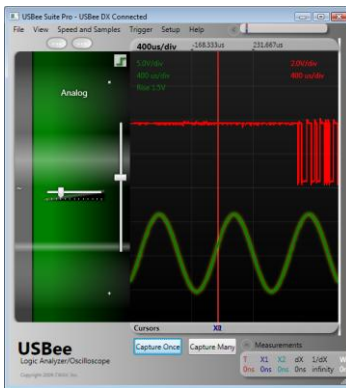 USBee Suite Pro - USBee DX Connected
File View Speed and Samples Trigger Setup Help
400us/div -168.333us 231.667us
5.0V/div 2.0V/div
400 us/div 400 us/div
Rise 1.5V
Analog
Cursors X2
USBee
Logic Analyzer/Oscilloscope
Capture Once Capture Many
Measurements
T X1 X2 dX 1/dX
0ns 0ns 0ns 0ns infinity